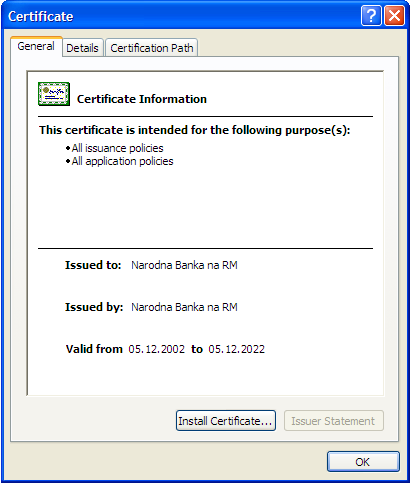 Certificate
General Details Certification Path
Certificate Information
This certificate is intended for the following purpose(s):
•All issuance policies
•All application policies
Issued to: Narodna Banka na RM
Issued by: Narodna Banka na RM
Valid from 05.12.2002 to 05.12.2022
Install Certificate... Issuer Statement
OK